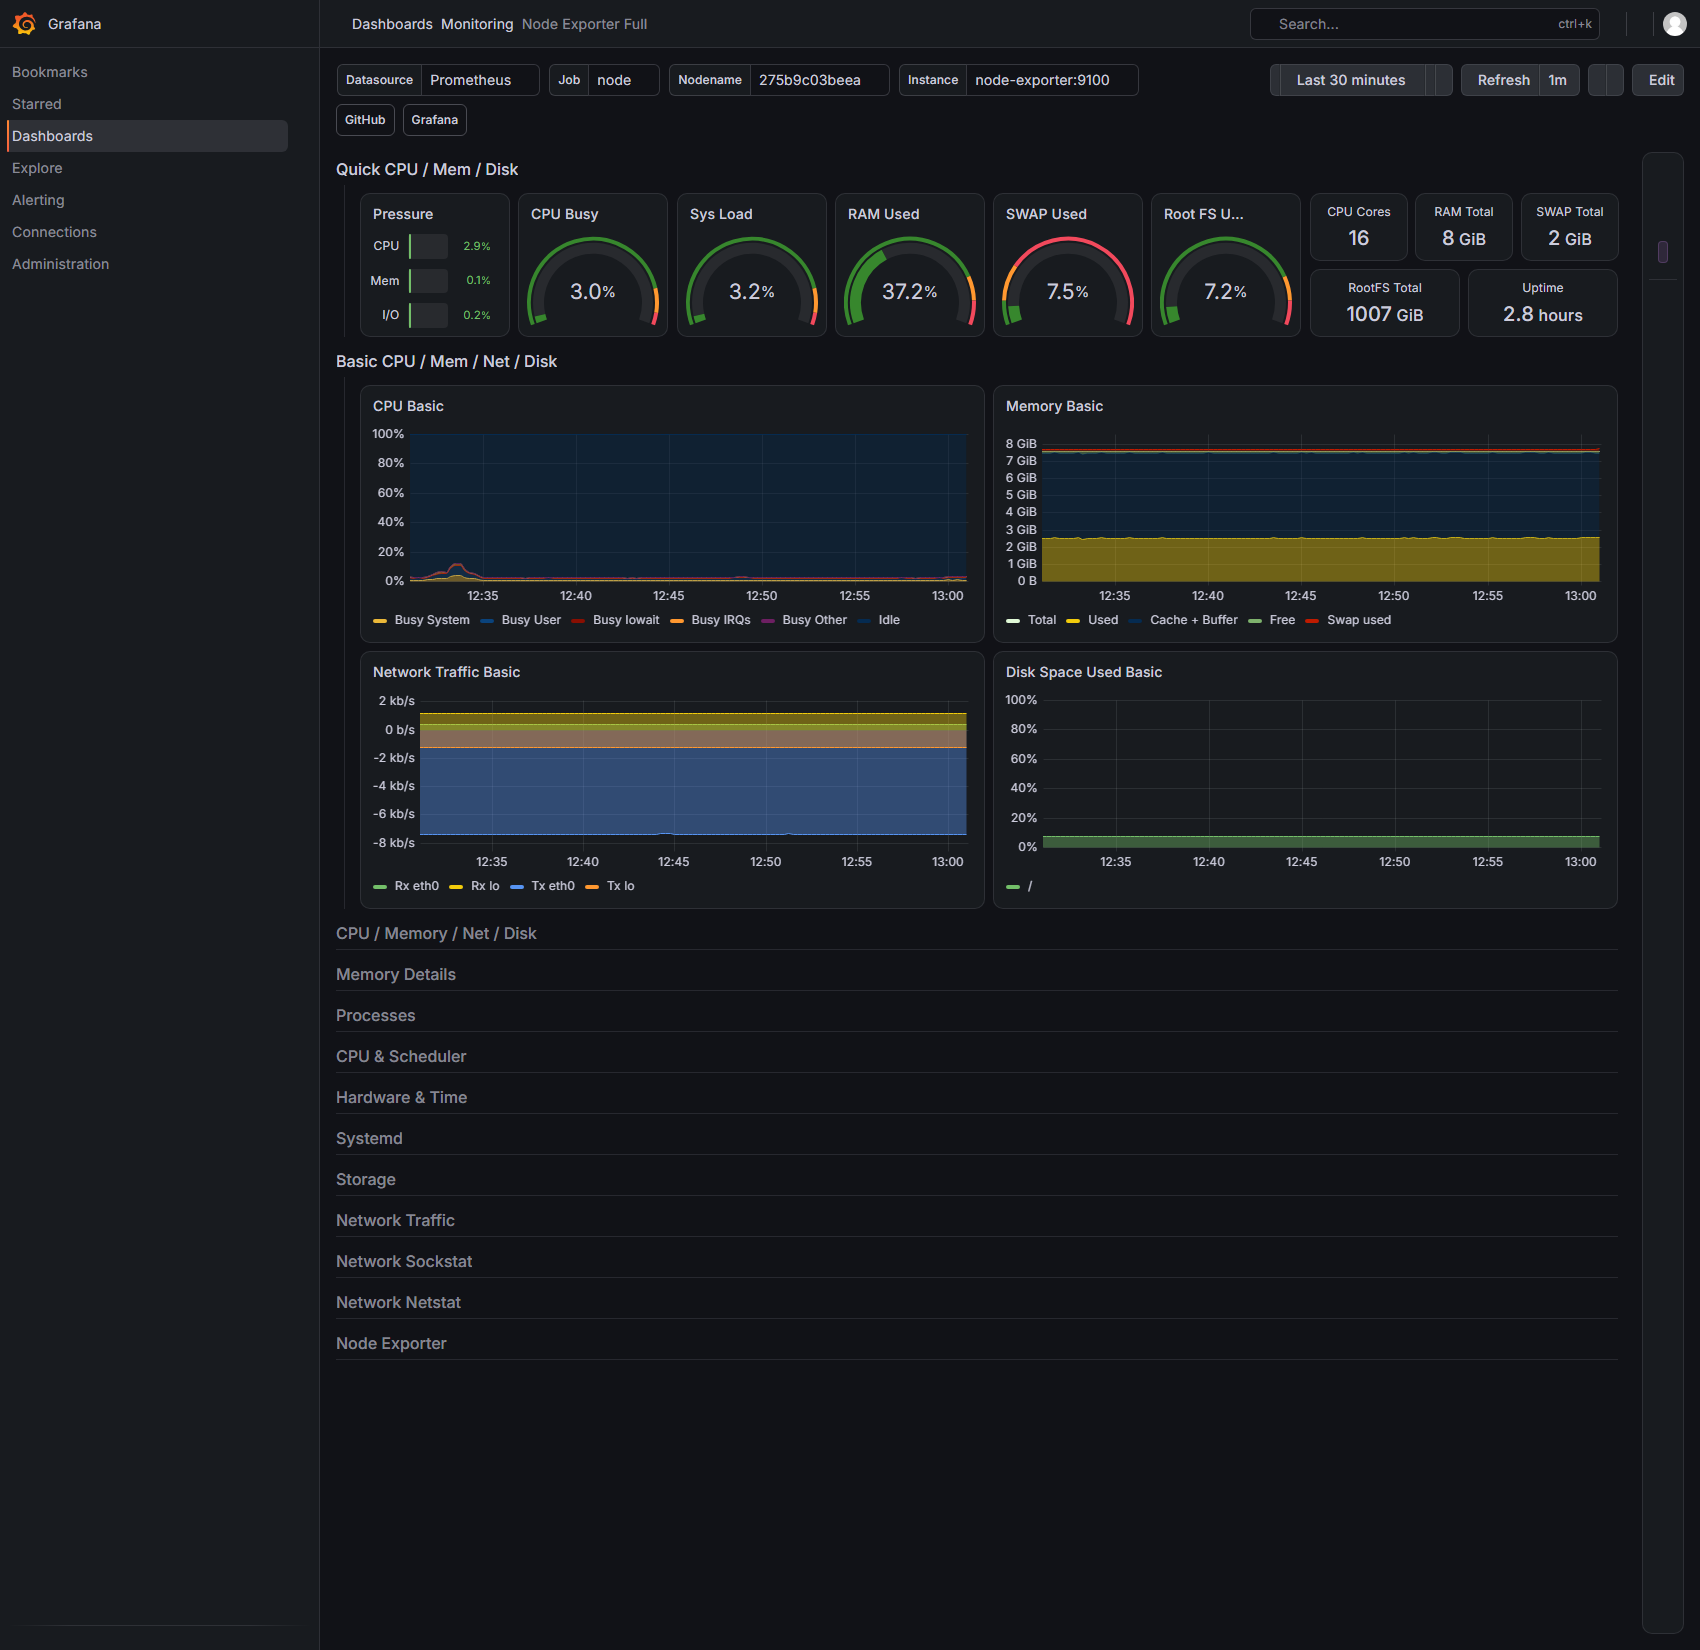 Grafana
Dashboards Monitoring Node Exporter Full
Search... ctrl+k
Bookmarks
Starred
Dashboards
Explore
Alerting
Connections
Administration
Datasource Prometheus Job node Nodename 275b9c03beea Instance node-exporter:9100
Last 30 minutes Refresh 1m Edit
GitHub Grafana
Quick CPU / Mem / Disk
Pressure
CPU 2.9%
Mem 0.1%
I/O 0.2%
CPU Busy
3.0%
Sys Load
3.2%
RAM Used
37.2%
SWAP Used
7.5%
Root FS U...
7.2%
CPU Cores
16
RAM Total
8 GiB
SWAP Total
2 GiB
RootFS Total
1007 GiB
Uptime
2.8 hours
Basic CPU / Mem / Net / Disk
CPU Basic
100%
80%
60%
40%
20%
0%
12:35 12:40 12:45 12:50 12:55 13:00
Busy System Busy User Busy Iowait Busy IRQs Busy Other Idle
Memory Basic
8 GiB
7 GiB
6 GiB
5 GiB
4 GiB
3 GiB
2 GiB
1 GiB
0 B
12:35 12:40 12:45 12:50 12:55 13:00
Total Used Cache + Buffer Free Swap used
Network Traffic Basic
2 kb/s
0 b/s
-2 kb/s
-4 kb/s
-6 kb/s
-8 kb/s
12:35 12:40 12:45 12:50 12:55 13:00
Rx eth0 Rx lo Tx eth0 Tx lo
Disk Space Used Basic
100%
80%
60%
40%
20%
0%
12:35 12:40 12:45 12:50 12:55 13:00
/
CPU / Memory / Net / Disk
Memory Details
Processes
CPU & Scheduler
Hardware & Time
Systemd
Storage
Network Traffic
Network Sockstat
Network Netstat
Node Exporter